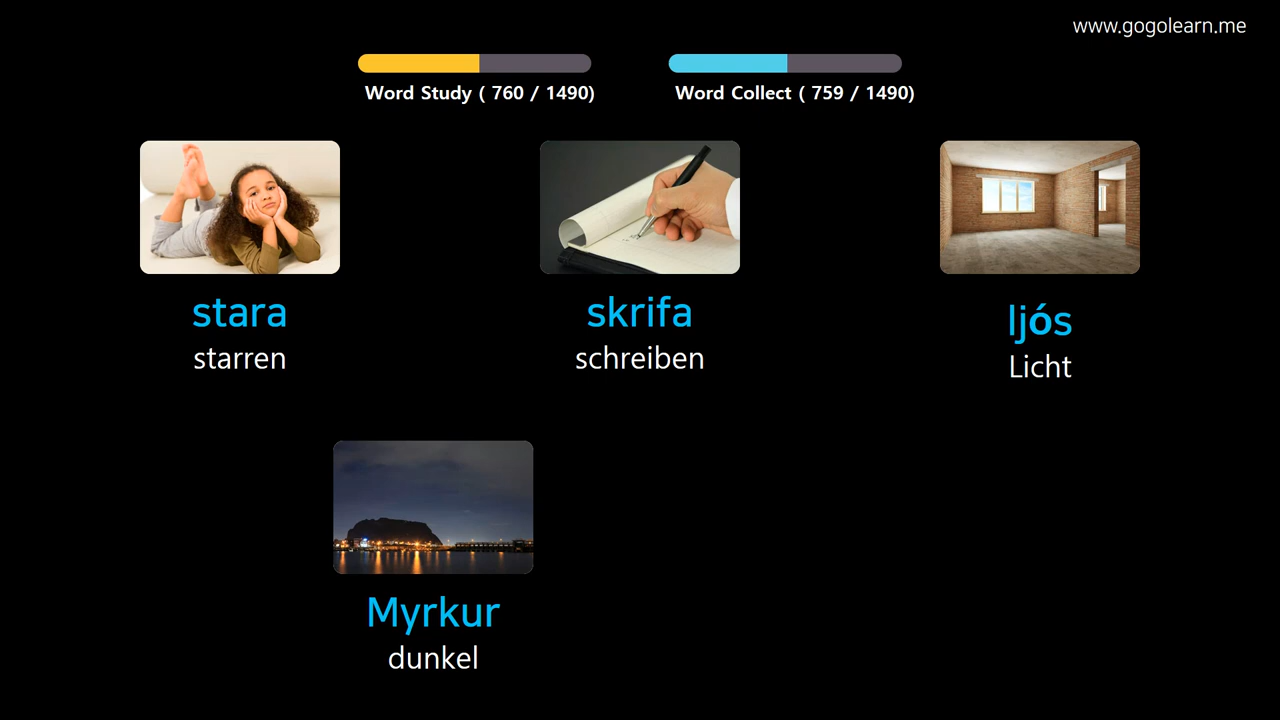 www.gogolearn.me
Word Study ( 760 / 1490)
Word Collect ( 759 / 1490)
stara
starren
skrifa
schreiben
ljós
Licht
Myrkur
dunkel